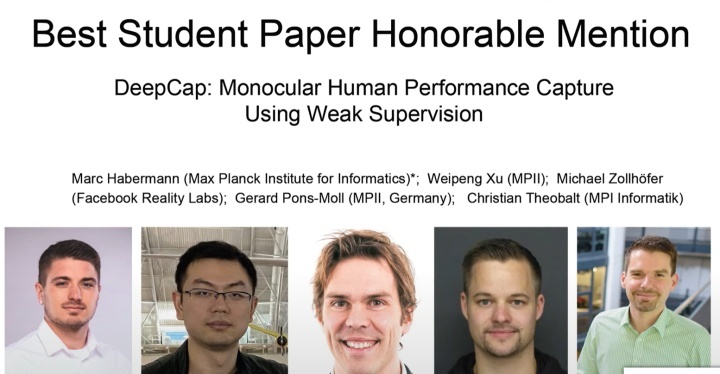 Best Student Paper Honorable Mention
DeepCap: Monocular Human Performance Capture
Using Weak Supervision
Marc Habermann (Max Planck Institute for Informatics)*; Weipeng Xu (MPII); Michael Zollhöfer
(Facebook Reality Labs); Gerard Pons-Moll (MPII, Germany); Christian Theobalt (MPI Informatik)